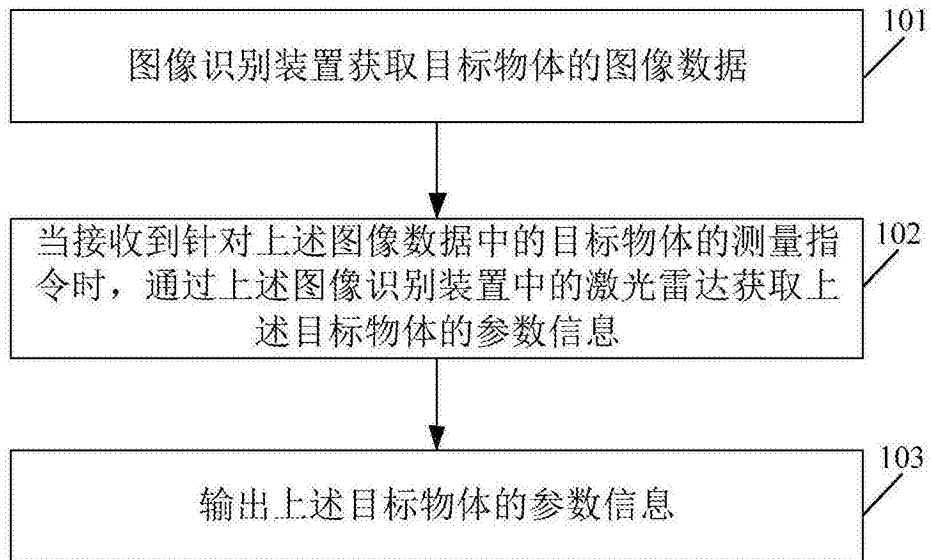 101
图像识别装置获取目标物体的图像数据
102
当接收到针对上述图像数据中的目标物体的测量指
令时，通过上述图像识别装置中的激光雷达获取上
述目标物体的参数信息
103
输出上述目标物体的参数信息